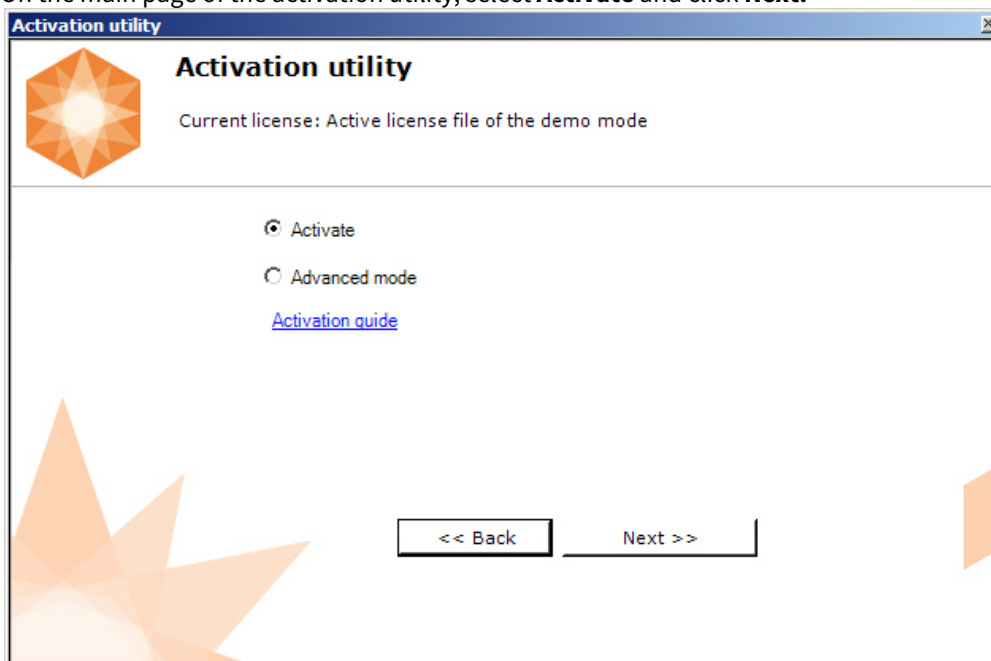 On the main page of the activation utility, select Activate and click Next.
Activation utility
Activation utility
Current license: Active license file of the demo mode
Activate
Advanced mode
Activation guide
<< Back Next >>